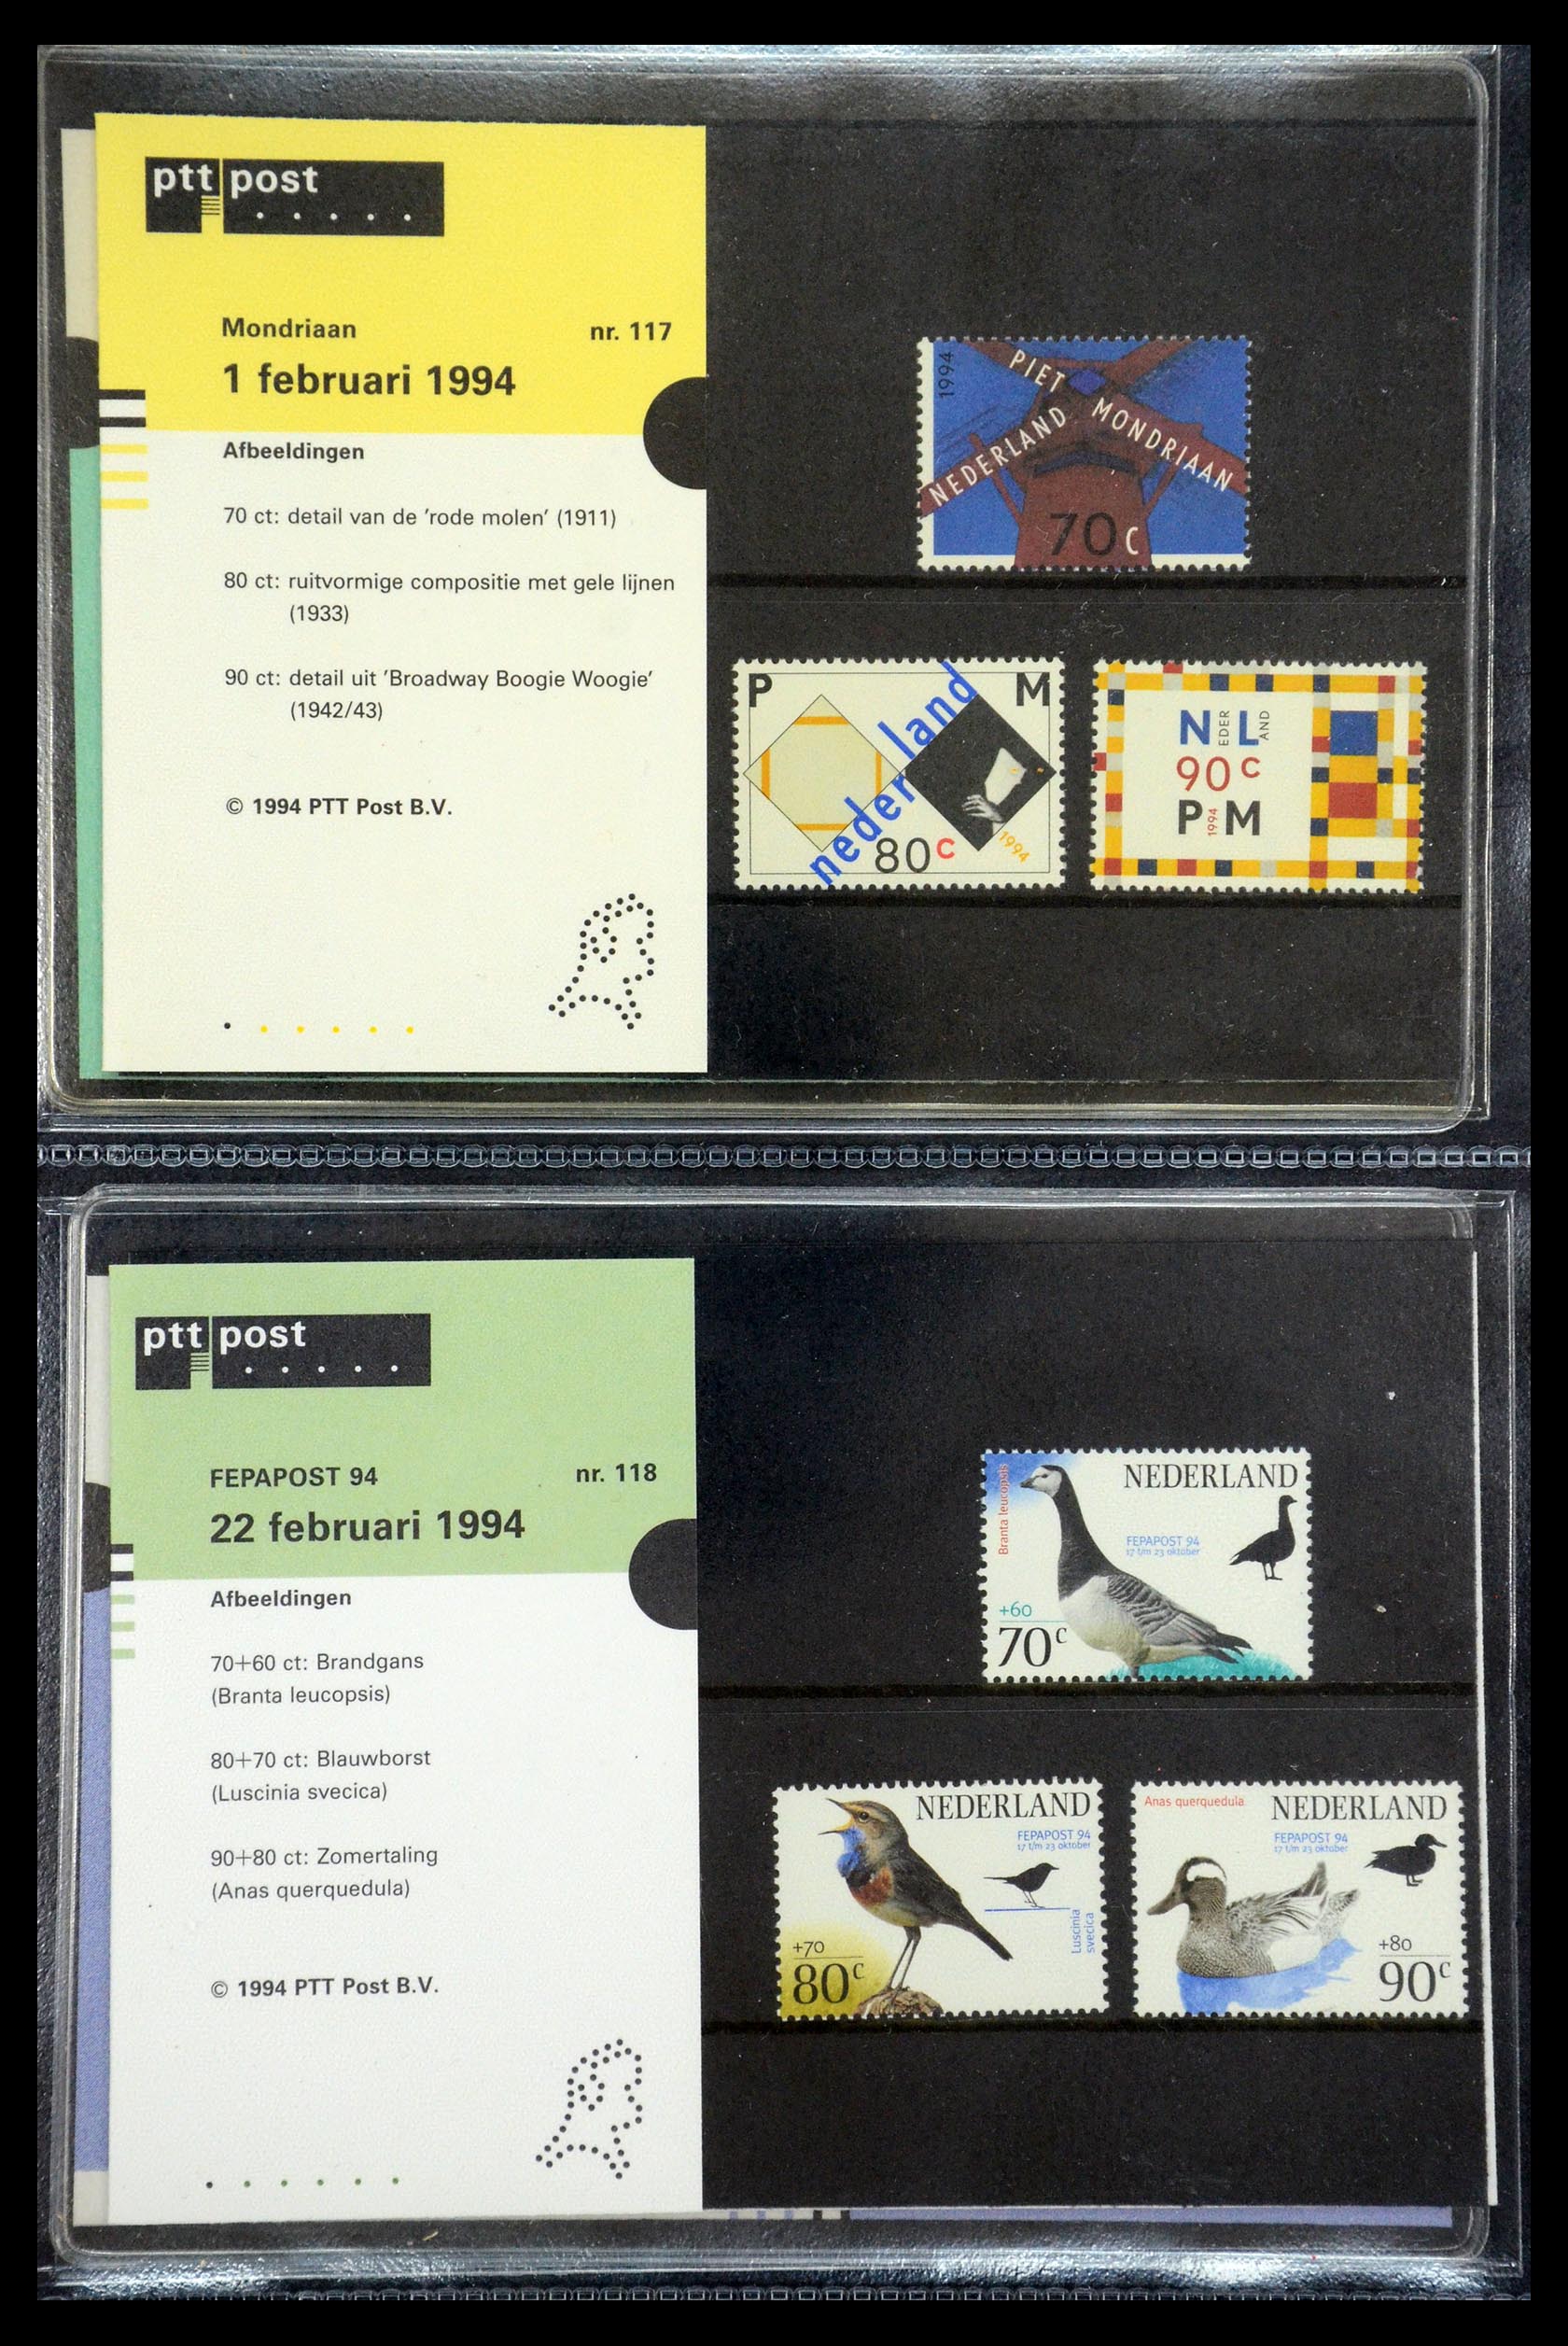 ptt post
Mondriaan nr. 117
1 februari 1994
Afbeeldingen
70 ct: detail van de 'rode molen' (1911)
80 ct: ruitvormige compositie met gele lijnen
(1933)
90 ct: detail uit 'Broadway Boogie Woogie'
(1942/43)
© 1994 PTT Post B.V.
1994
PIET MONDRIAAN
NEDERLAND
70c
P M
nederland
80c
1994
NEDERLAND
90c
P 1994 M
ptt post
FEPAPOST 94 nr. 118
22 februari 1994
Afbeeldingen
70+60 ct: Brandgans
(Branta leucopsis)
80+70 ct: Blauwborst
(Luscinia svecica)
90+80 ct: Zomertaling
(Anas querquedula)
© 1994 PTT Post B.V.
Branta leucopsis
NEDERLAND
FEPAPOST 94
17 t/m 23 oktober
+60
70c
NEDERLAND
FEPAPOST 94
17 t/m 23 oktober
Luscinia
svecica
+70
80c
Anas querquedula
NEDERLAND
FEPAPOST 94
17 t/m 23 oktober
+80
90c